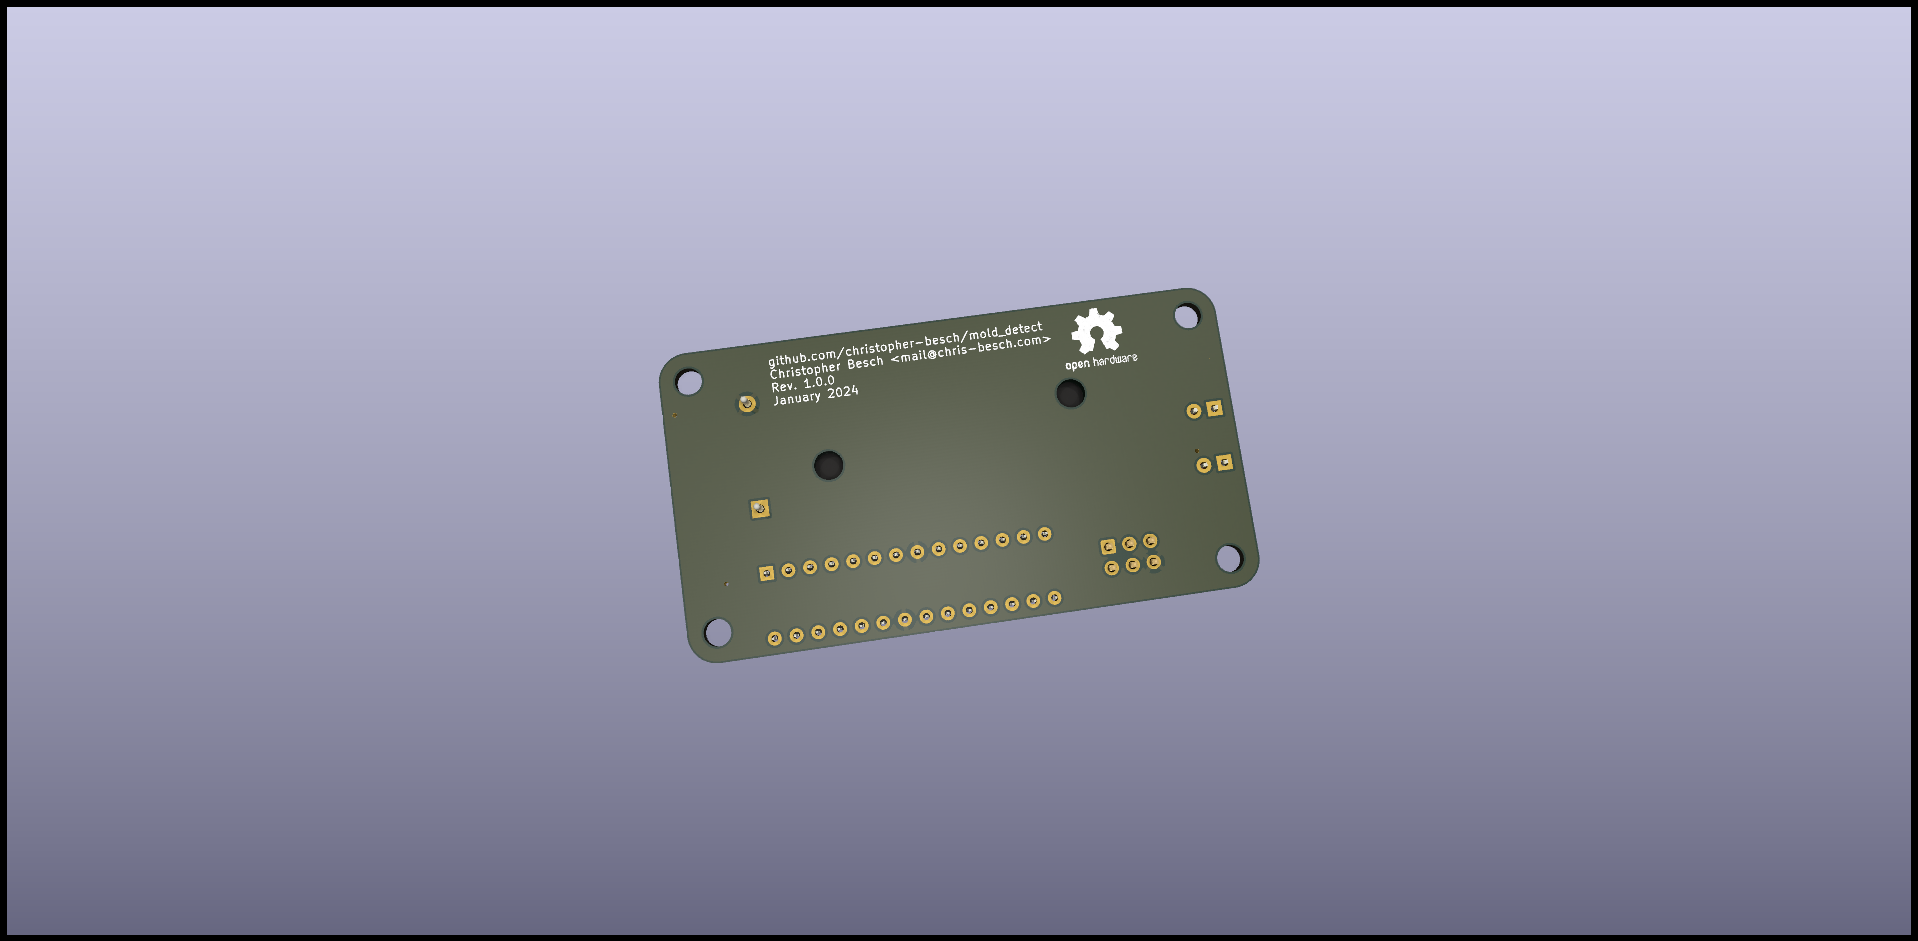 github.com/christopher-besch/mold_detect
Christopher Besch <mail@chris-besch.com>
Rev. 1.0.0
January 2024
open hardware